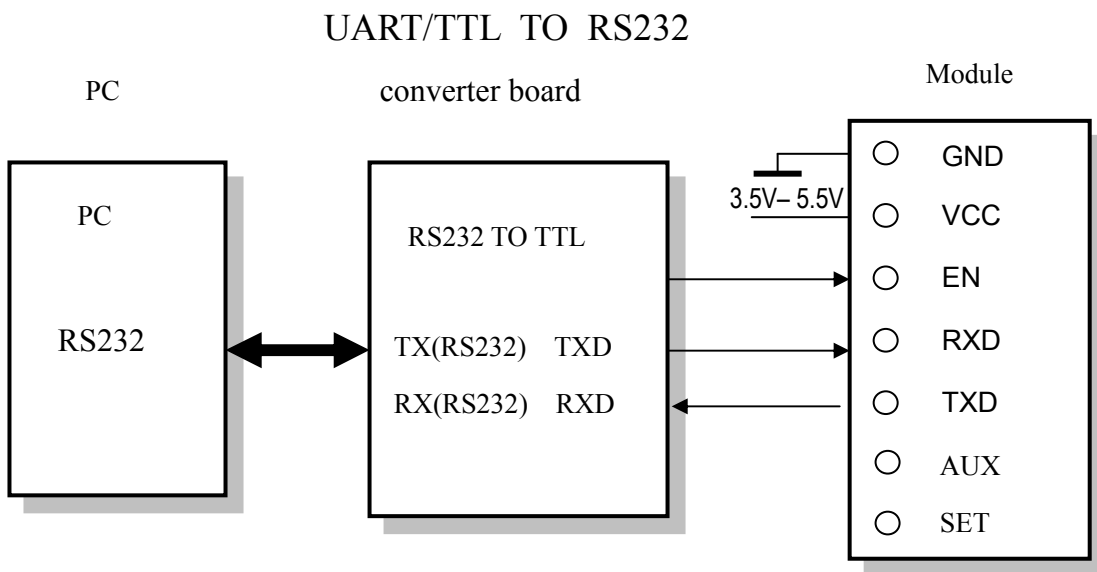 UART/TTL TO RS232
PC
converter board
Module
PC
RS232
RS232 TO TTL
TX(RS232) TXD
RX(RS232) RXD
3.5V– 5.5V
GND
VCC
EN
RXD
TXD
AUX
SET